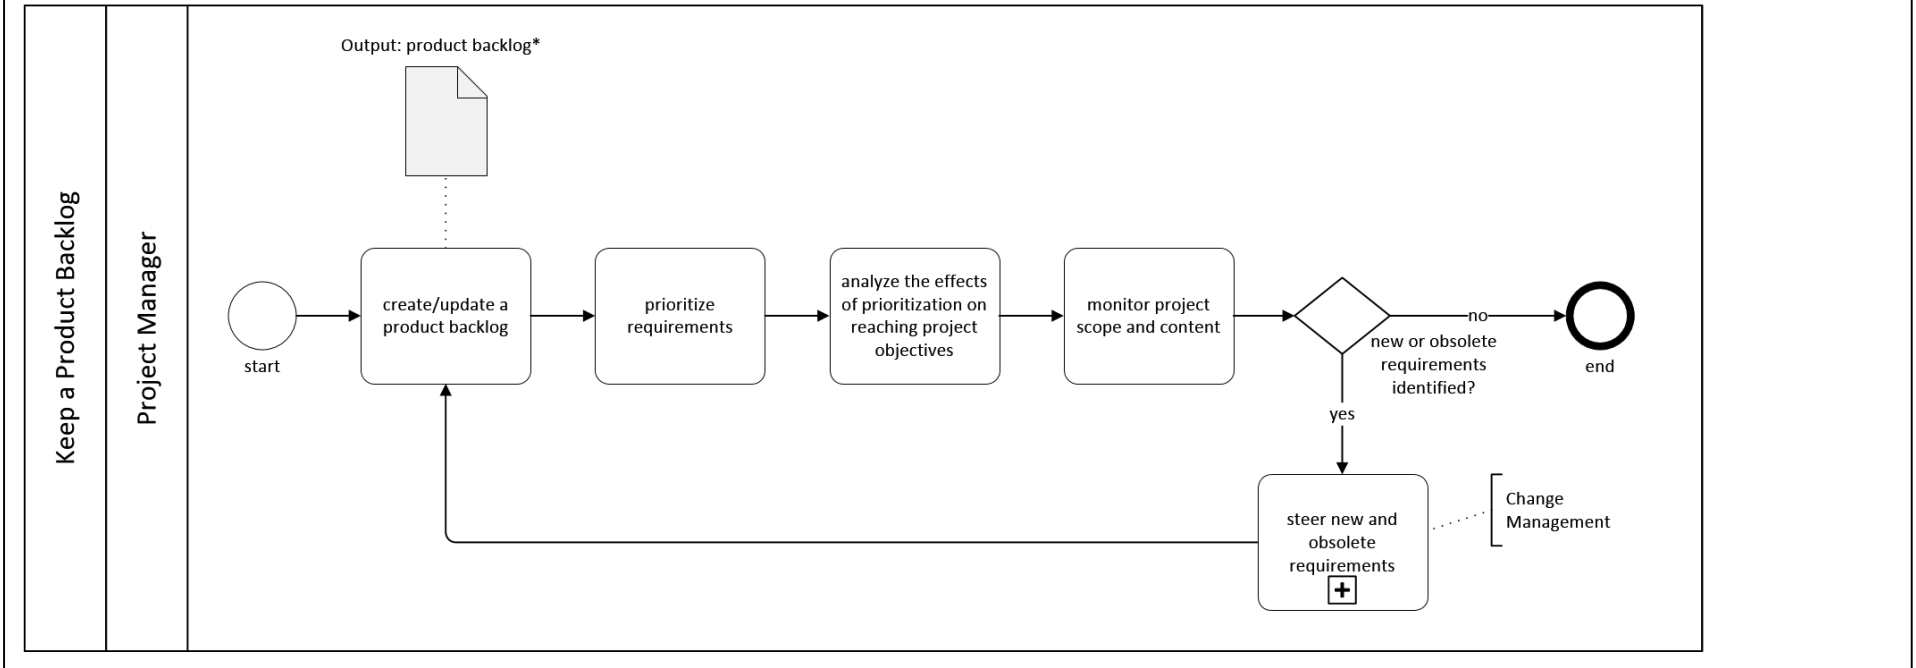 Keep a Product Backlog
Project Manager
Output: product backlog*
start
create/update a
product backlog
prioritize
requirements
analyze the effects
of prioritization on
reaching project
objectives
monitor project
scope and content
no
new or obsolete
requirements
identified?
end
yes
steer new and
obsolete
requirements
Change
Management